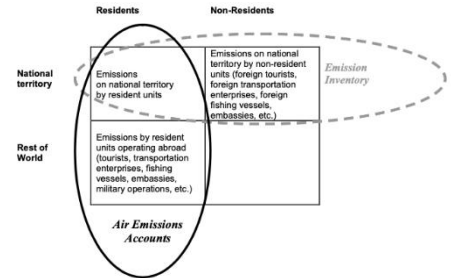 Residents Non-Residents
National
territory
Emissions
on national territory
by resident units
Emissions on national
territory by non-resident
units (foreign tourists,
foreign transportation
enterprises, foreign
fishing vessels,
embassies, etc.)
Emission
Inventory
Rest of
World
Emissions by resident
units operating abroad
(tourists, transportation
enterprises, fishing
vessels, embassies,
military operations, etc.)
Air Emissions
Accounts